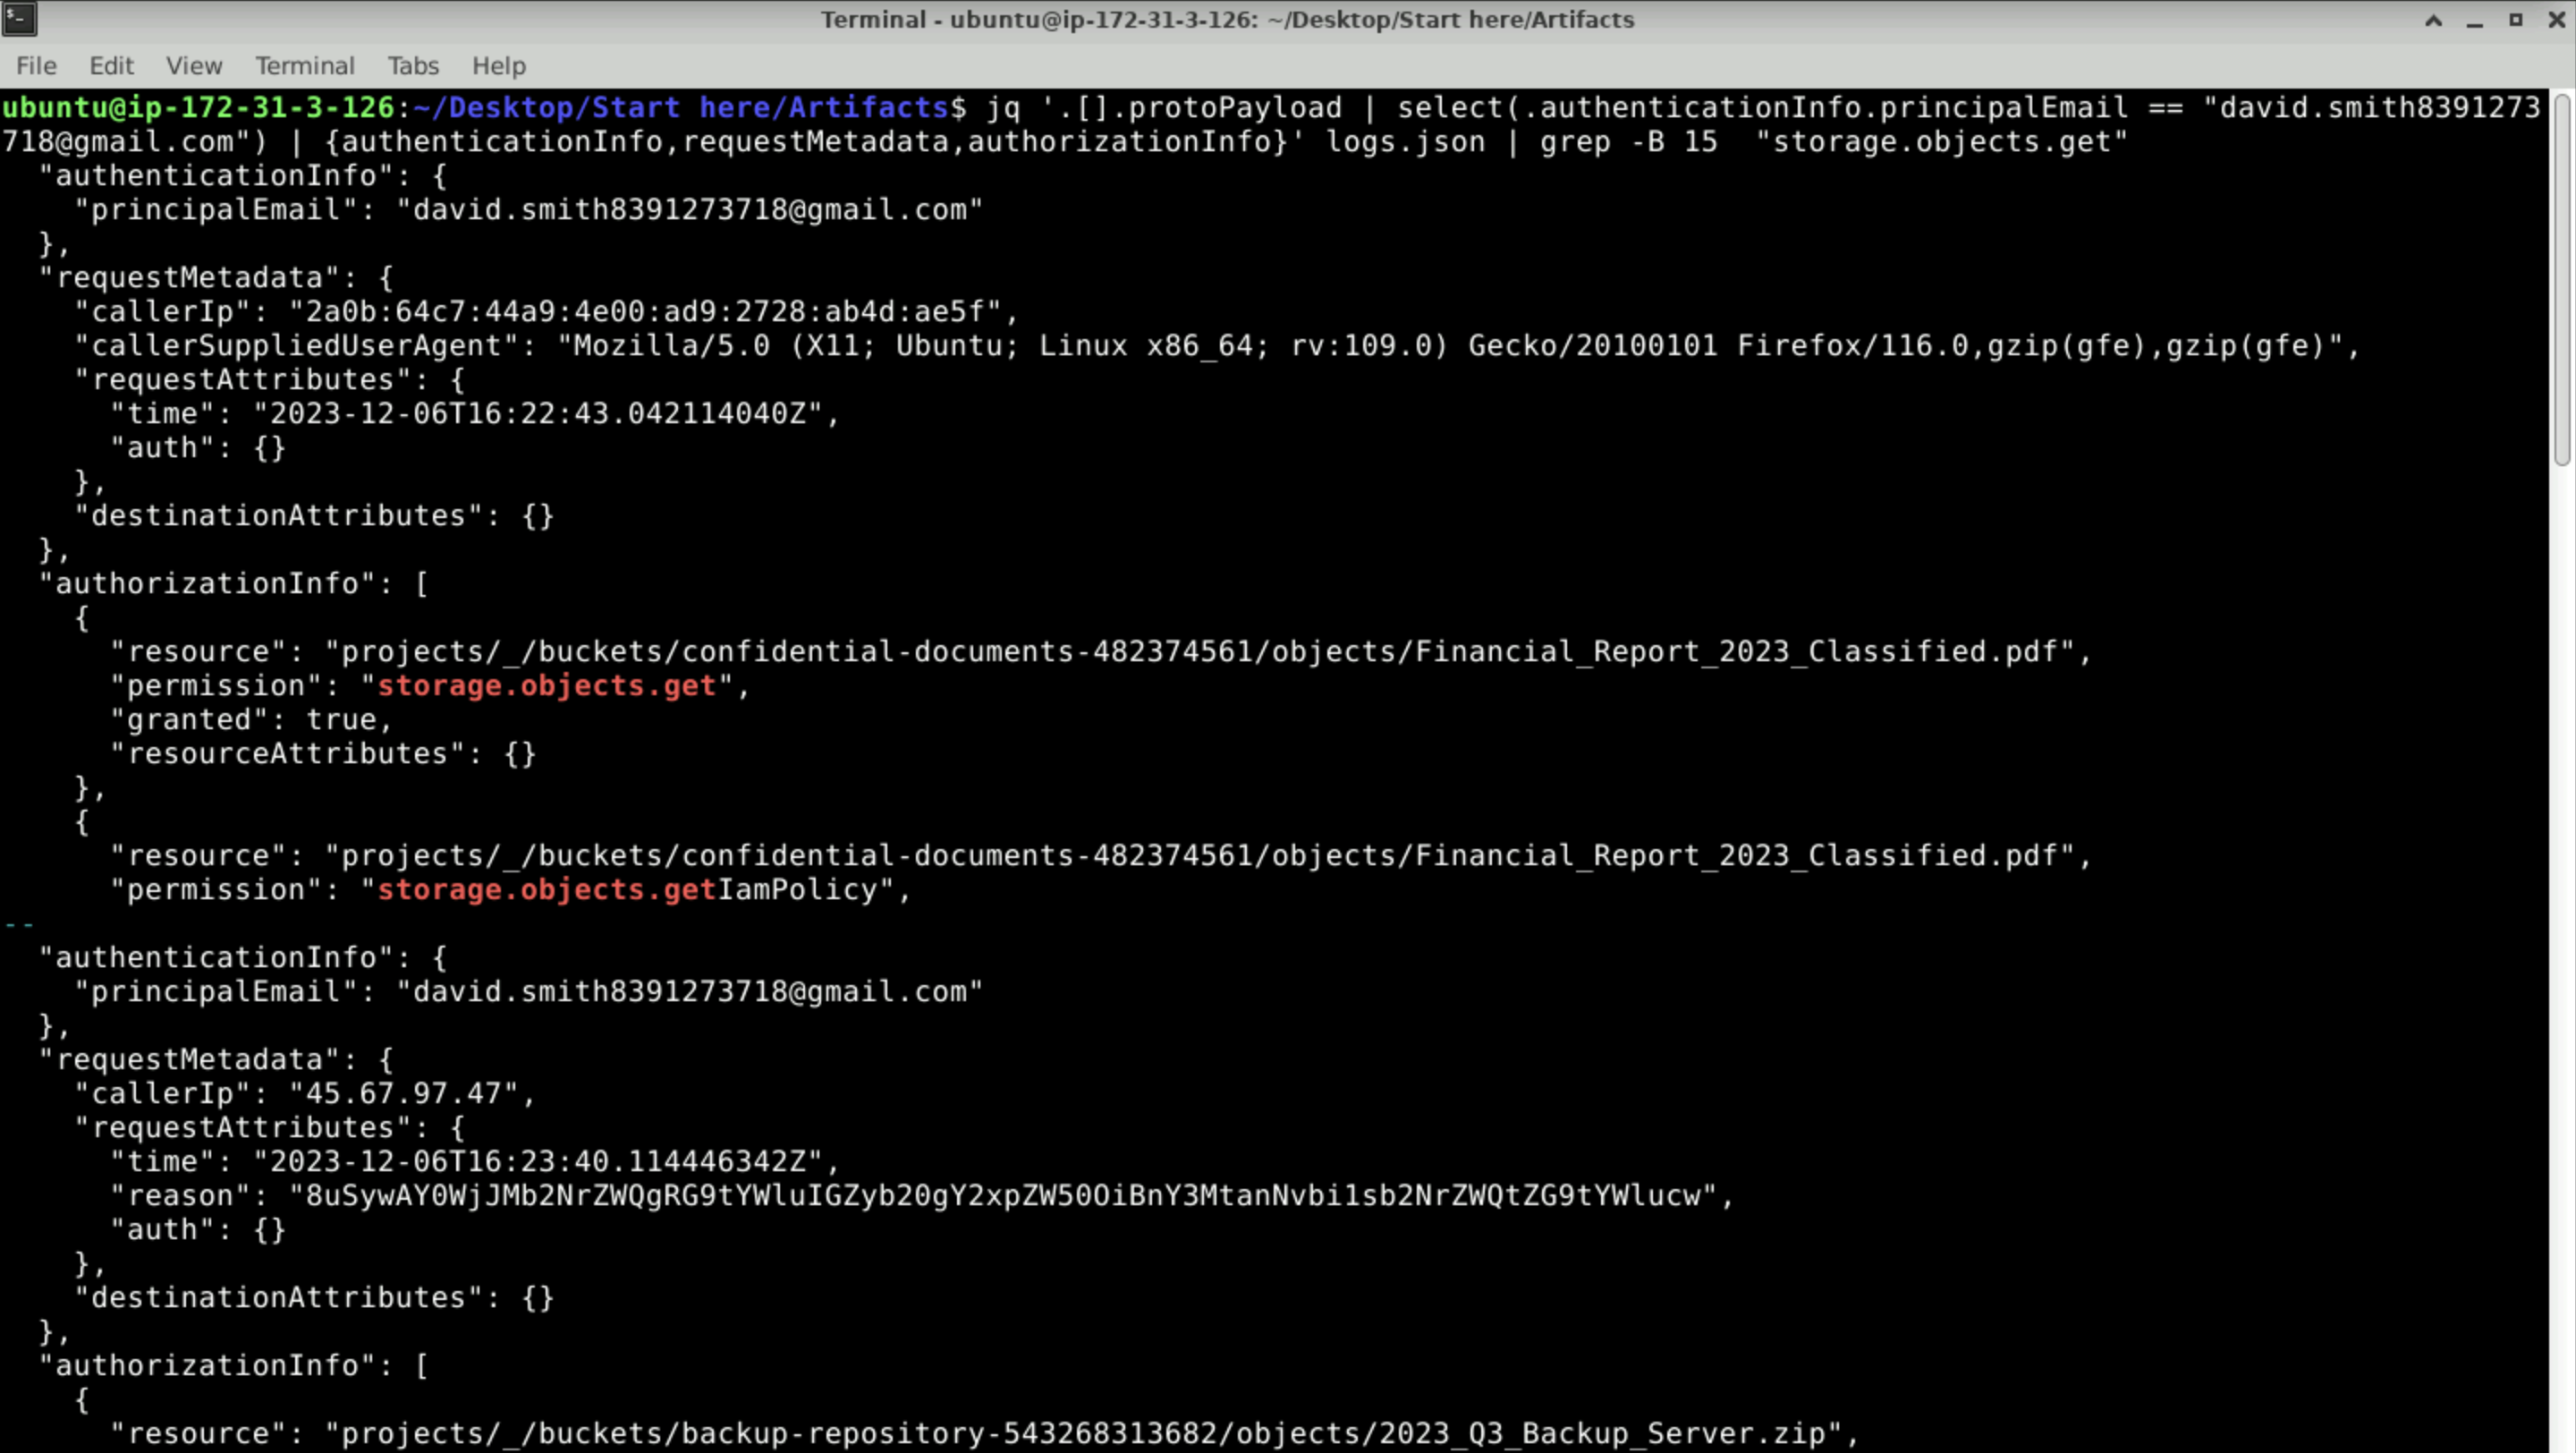 Terminal - ubuntu@ip-172-31-3-126: ~/Desktop/Start here/Artifacts
File Edit View Terminal Tabs Help
ubuntu@ip-172-31-3-126:~/Desktop/Start here/Artifacts$ jq '.[].protoPayload | select(.authenticationInfo.principalEmail == "david.smith8391273
718@gmail.com") | {authenticationInfo,requestMetadata,authorizationInfo}' logs.json | grep -B 15  "storage.objects.get"
  "authenticationInfo": {
    "principalEmail": "david.smith8391273718@gmail.com"
  },
  "requestMetadata": {
    "callerIp": "2a0b:64c7:44a9:4e00:ad9:2728:ab4d:ae5f",
    "callerSuppliedUserAgent": "Mozilla/5.0 (X11; Ubuntu; Linux x86_64; rv:109.0) Gecko/20100101 Firefox/116.0,gzip(gfe),gzip(gfe)",
    "requestAttributes": {
      "time": "2023-12-06T16:22:43.042114040Z",
      "auth": {}
    },
    "destinationAttributes": {}
  },
  "authorizationInfo": [
    {
      "resource": "projects/_/buckets/confidential-documents-482374561/objects/Financial_Report_2023_Classified.pdf",
      "permission": "storage.objects.get",
      "granted": true,
      "resourceAttributes": {}
    },
    {
      "resource": "projects/_/buckets/confidential-documents-482374561/objects/Financial_Report_2023_Classified.pdf",
      "permission": "storage.objects.getIamPolicy",
--
  "authenticationInfo": {
    "principalEmail": "david.smith8391273718@gmail.com"
  },
  "requestMetadata": {
    "callerIp": "45.67.97.47",
    "requestAttributes": {
      "time": "2023-12-06T16:23:40.114446342Z",
      "reason": "8uSywAY0WjJMb2NrZWQgRG9tYWluIGZyb20gY2xpZW50OiBnY3MtanNvbi1sb2NrZWQtZG9tYWlucw",
      "auth": {}
    },
    "destinationAttributes": {}
  },
  "authorizationInfo": [
    {
      "resource": "projects/_/buckets/backup-repository-543268313682/objects/2023_Q3_Backup_Server.zip",